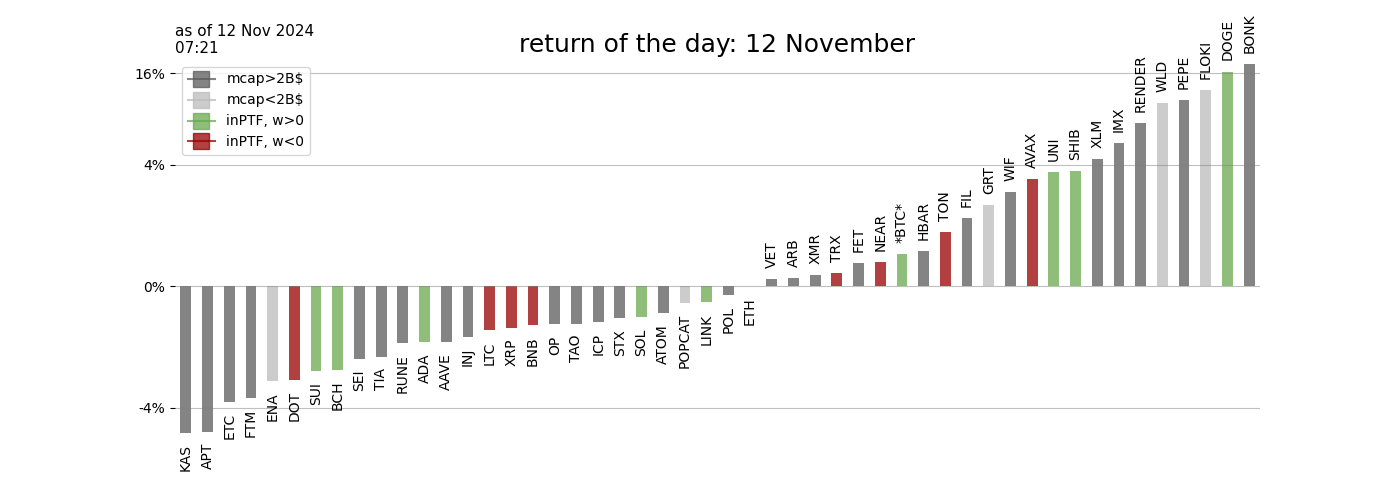 as of 12 Nov 2024
07:21
return of the day: 12 November
16%
4%
0%
-4%
mcap>2B$
mcap<2B$
inPTF, w>0
inPTF, w<0
KAS
APT
ETC
FTM
ENA
DOT
SUI
BCH
SEI
TIA
RUNE
ADA
AAVE
INJ
LTC
XRP
BNB
OP
TAO
ICP
STX
SOL
ATOM
POPCAT
LINK
POL
ETH
VET
ARB
XMR
TRX
FET
NEAR
*BTC*
HBAR
TON
FIL
GRT
WIF
AVAX
UNI
SHIB
XLM
IMX
RENDER
WLD
PEPE
FLOKI
DOGE
BONK